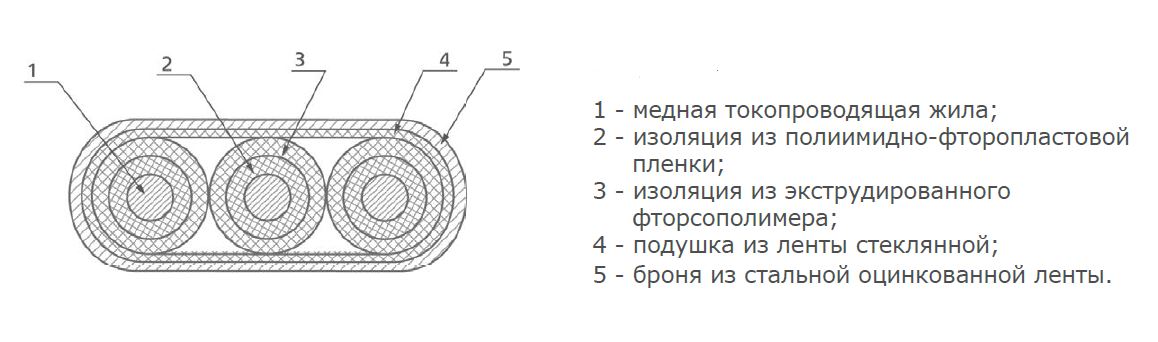 1
2
3
4
5
1 - медная токопроводящая жила;
2 - изоляция из полиимидно-фторопластовой
пленки;
3 - изоляция из экструдированного
фторсополимера;
4 - подушка из ленты стеклянной;
5 - броня из стальной оцинкованной ленты.